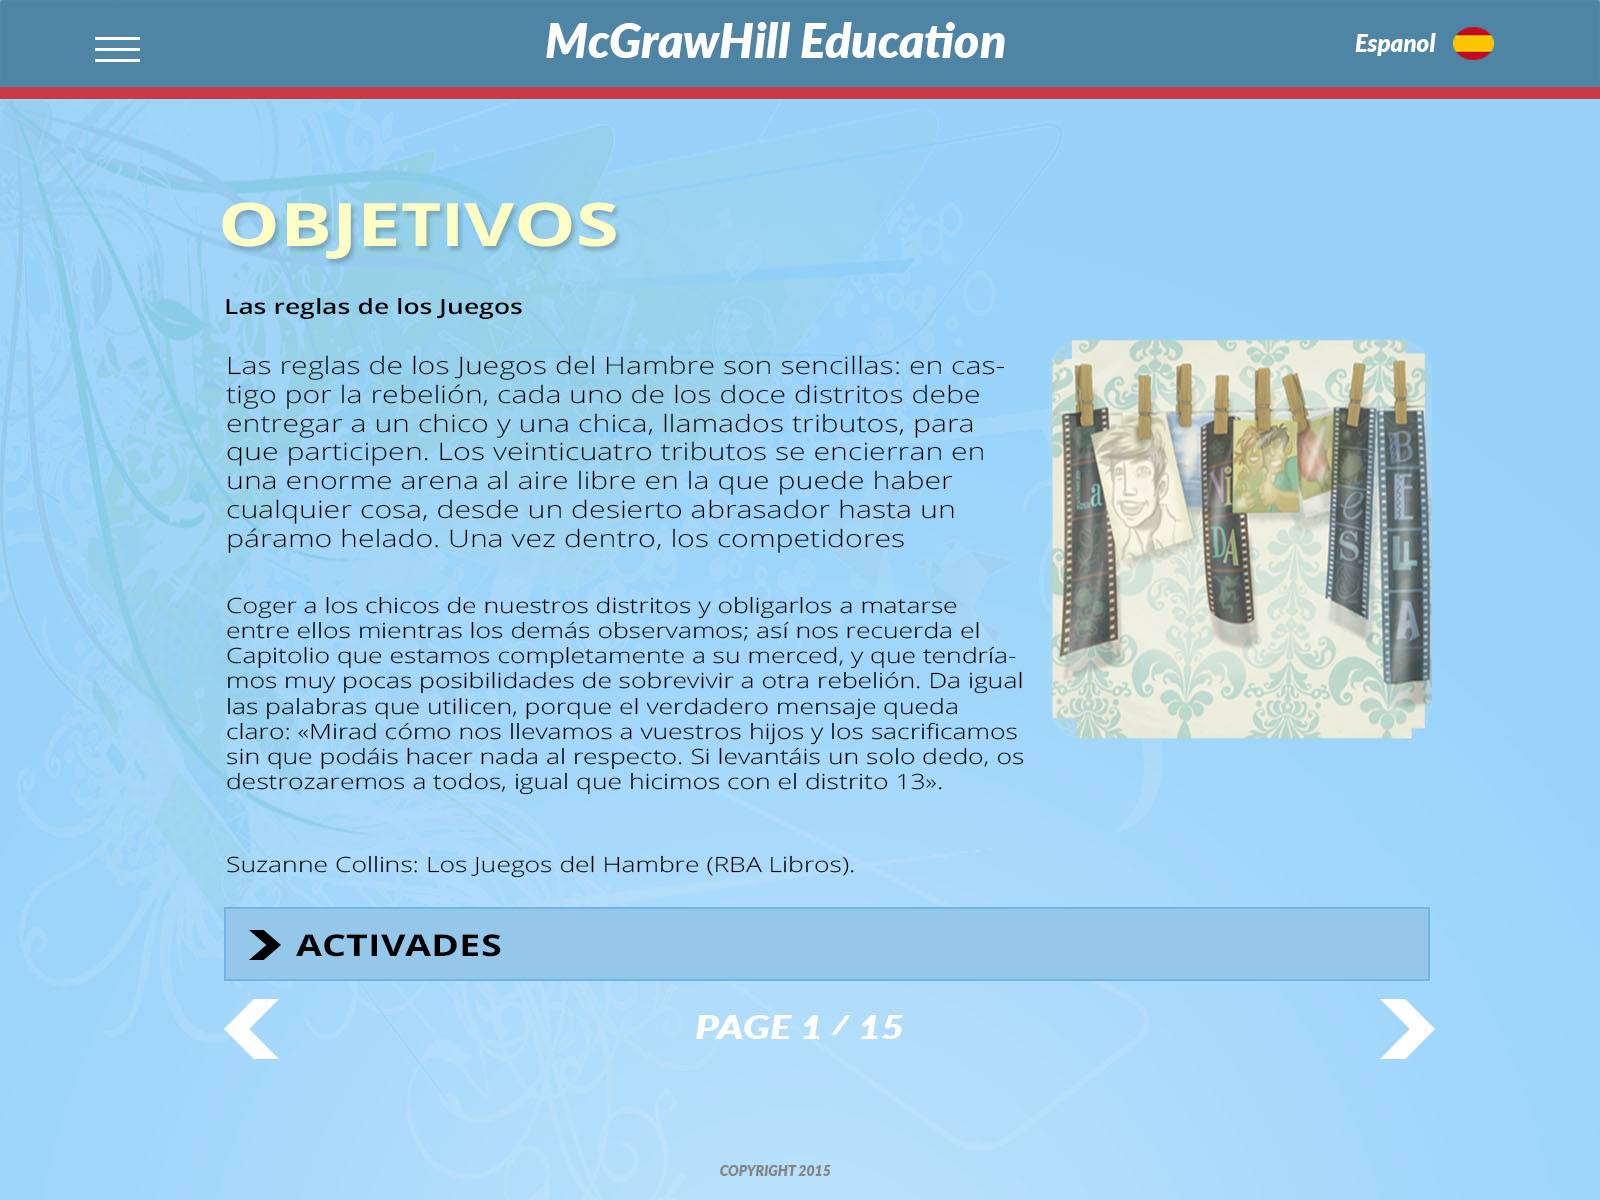 McGrawHill Education
Espanol
OBJETIVOS
Las reglas de los Juegos
Las reglas de los Juegos del Hambre son sencillas: en cas-
tigo por la rebelión, cada uno de los doce distritos debe
entregar a un chico y una chica, llamados tributos, para
que participen. Los veinticuatro tributos se encierran en
una enorme arena al aire libre en la que puede haber
cualquier cosa, desde un desierto abrasador hasta un
páramo helado. Una vez dentro, los competidores
Coger a los chicos de nuestros distritos y obligarlos a matarse
entre ellos mientras los demás observamos; así nos recuerda el
Capitolio que estamos completamente a su merced, y que tendría-
mos muy pocas posibilidades de sobrevivir a otra rebelión. Da igual
las palabras que utilicen, porque el verdadero mensaje queda
claro: «Mirad cómo nos llevamos a vuestros hijos y los sacrificamos
sin que podáis hacer nada al respecto. Si levantáis un solo dedo, os
destrozaremos a todos, igual que hicimos con el distrito 13».
Suzanne Collins: Los Juegos del Hambre (RBA Libros).
La
ViDA
es
BELLA
ACTIVADES
PAGE 1 / 15
COPYRIGHT 2015